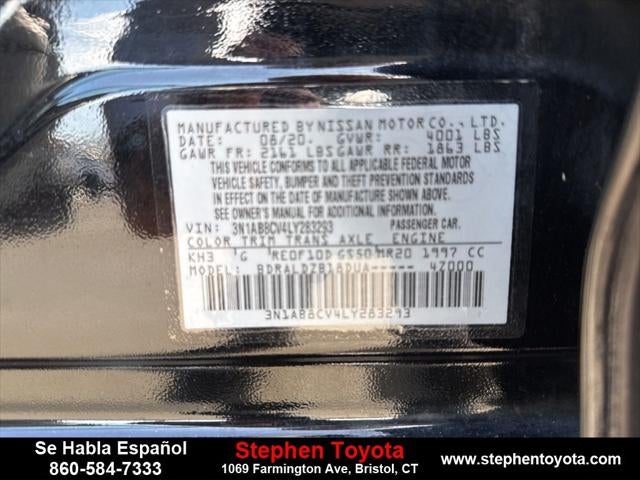 MANUFACTURED BY NISSAN MOTOR CO., LTD.
DATE: 08/20 GVWR: 4001 LBS
GAWR FR: 2161 LBS GAWR RR: 1863 LBS
THIS VEHICLE CONFORMS TO ALL APPLICABLE FEDERAL MOTOR
VEHICLE SAFETY, BUMPER AND THEFT PREVENTION STANDARDS
IN EFFECT ON THE DATE OF MANUFACTURE SHOWN ABOVE.
SEE OWNER'S MANUAL FOR ADDITIONAL INFORMATION.
VIN: 3N1AB8CV4LY283293 PASSENGER CAR.
COLOR TRIM TRANS AXLE ENGINE
KH3 G RE0F10D GS50 MR20 1997 CC
MODEL: BDRALDZB18DUA----- 4Z000
3N1AB8CV4LY283293
Se Habla Español
860-584-7333
Stephen Toyota
1069 Farmington Ave, Bristol, CT
www.stephentoyota.com